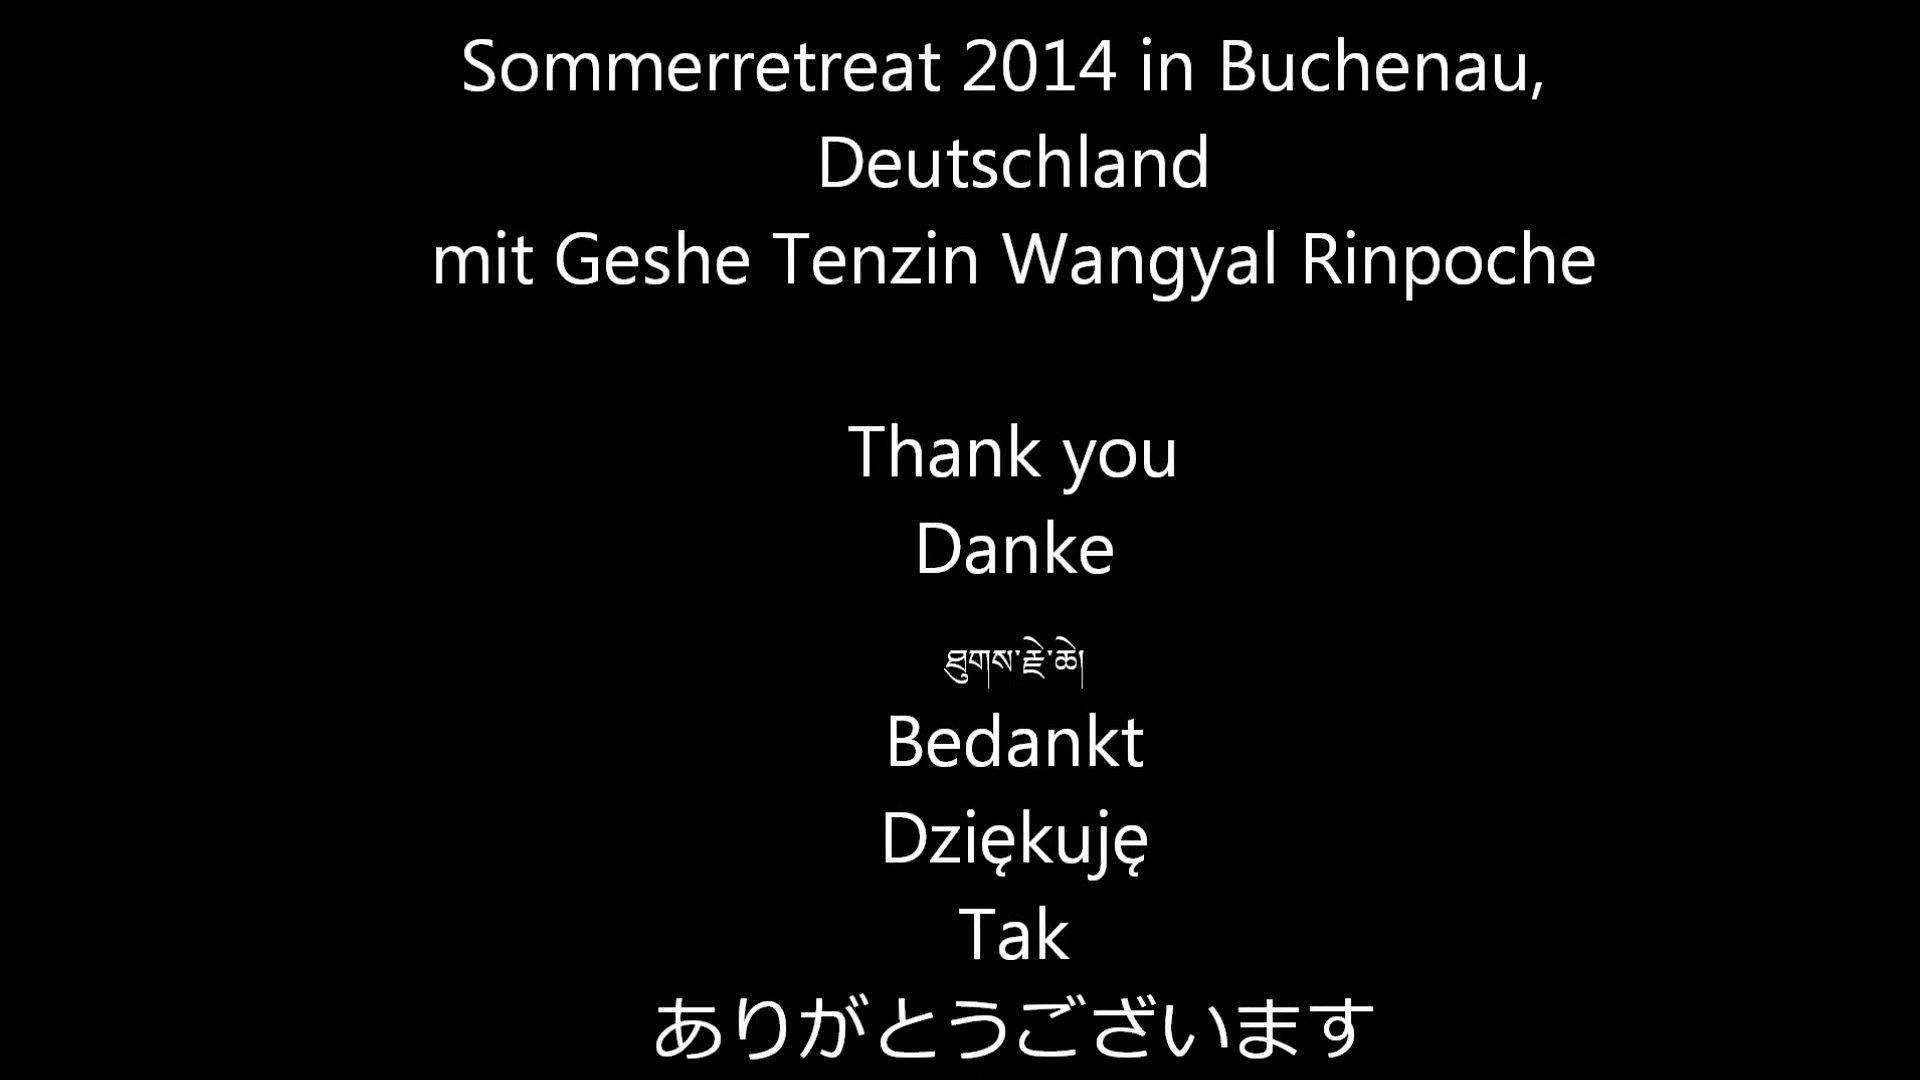 Sommerretreat 2014 in Buchenau,
Deutschland
mit Geshe Tenzin Wangyal Rinpoche
Thank you
Danke
ཐུགས་རྗེ་ཆེ།
Bedankt
Dziękuję
Tak
ありがとうございます